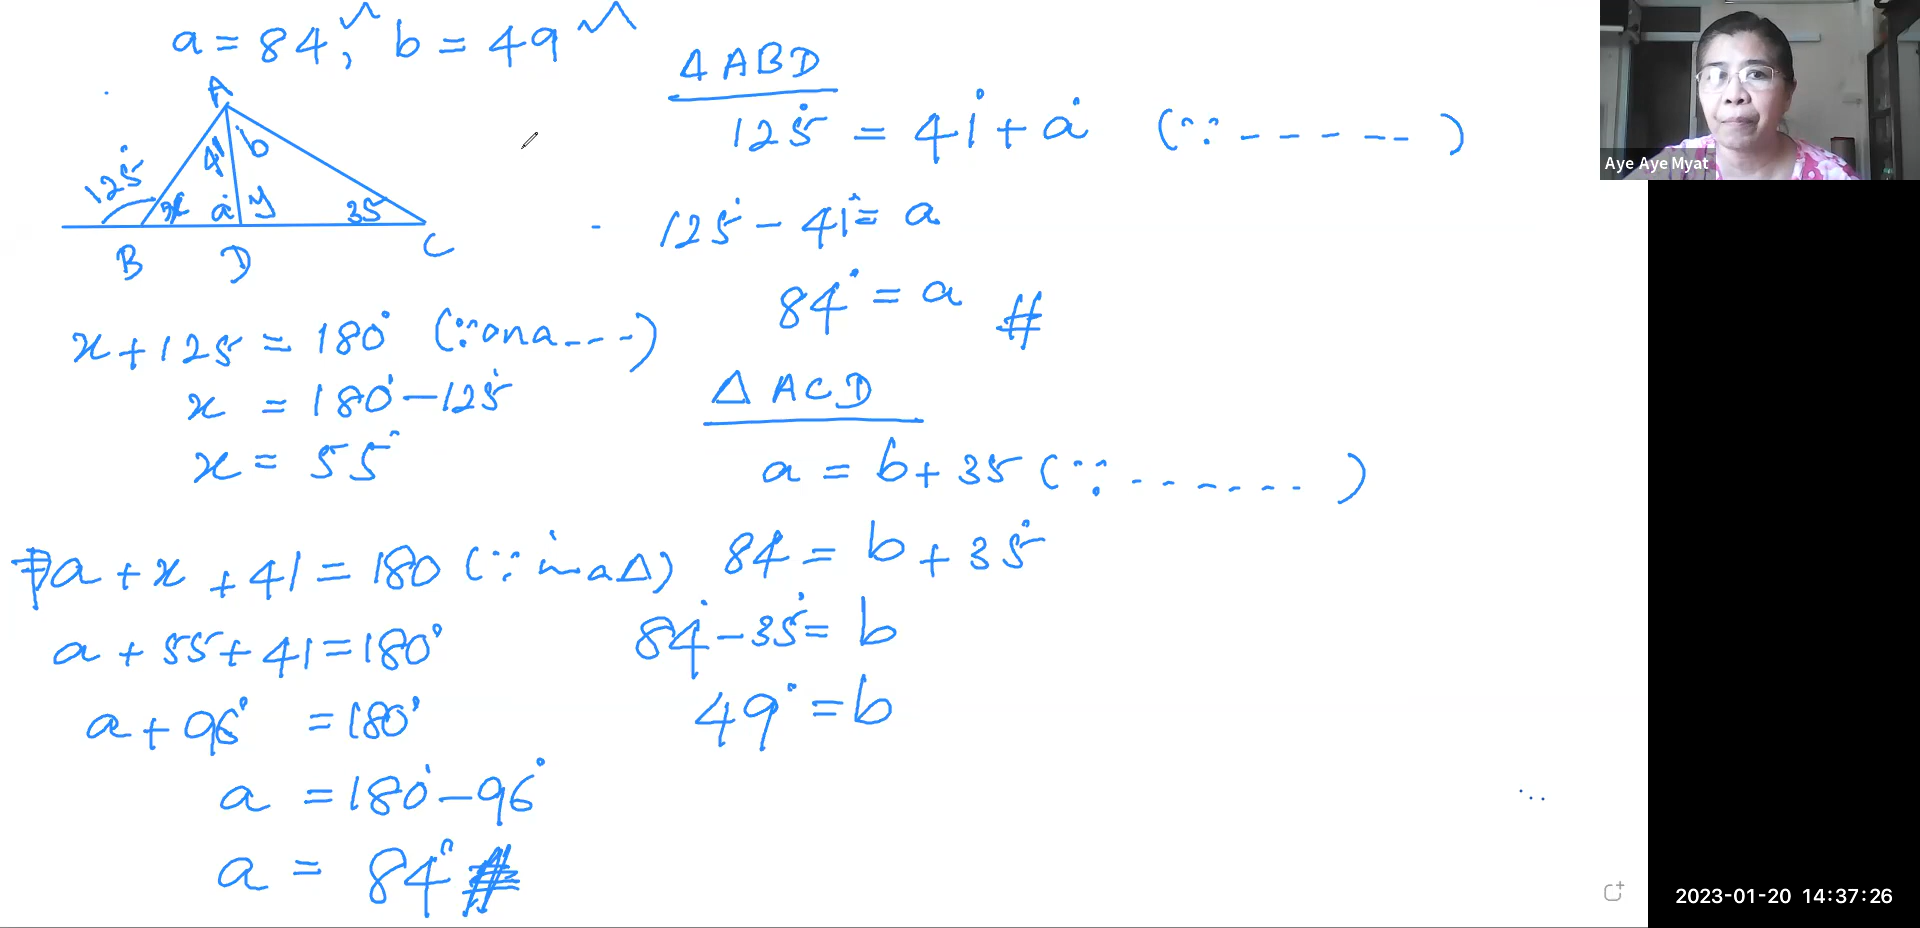 a = 84, b = 49
A
125°
41
b
x
a
y
35
B D C
x + 125 = 180° (∵ ana---)
x = 180° - 125°
x = 55°
a + x + 41 = 180 (∵ in a Δ)
a + 55 + 41 = 180°
a + 96° = 180°
a = 180° - 96°
a = 84° #
Δ ABD
125° = 41° + a° (∵ - - - - -)
125° - 41° = a
84° = a #
Δ ACD
a = b + 35 (∵ - - - - - - -)
84 = b + 35°
84° - 35° = b
49° = b
...
Aye Aye Myat
2023-01-20 14:37:26